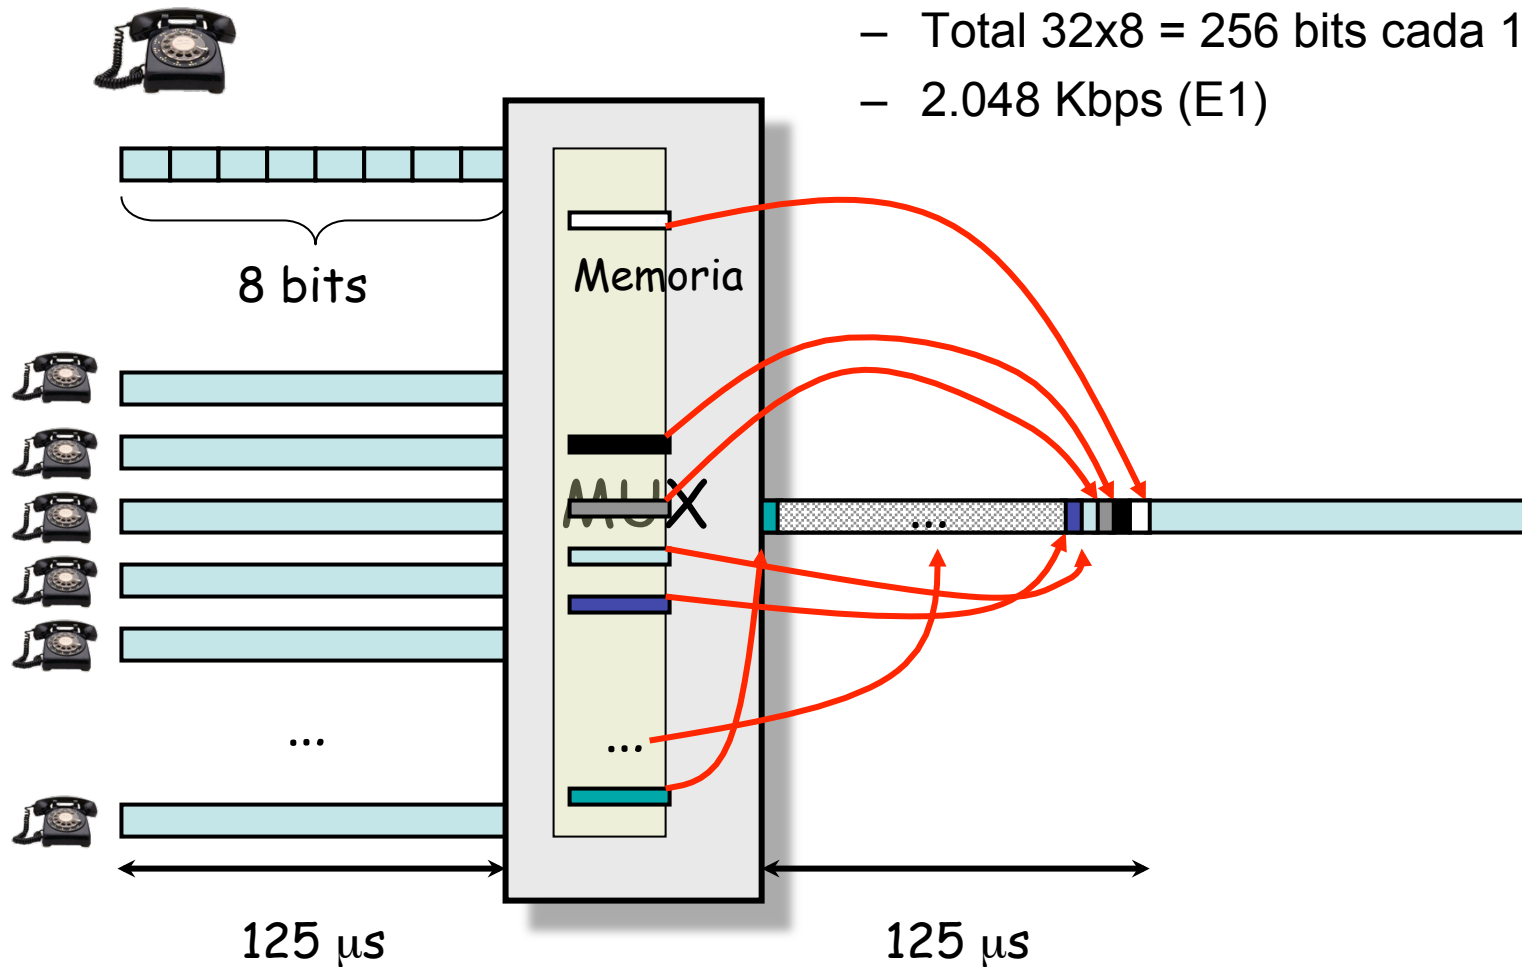 – Total 32x8 = 256 bits cada 1
– 2.048 Kbps (E1)
8 bits
Memoria
MUX
...
...
...
125 μs
125 μs